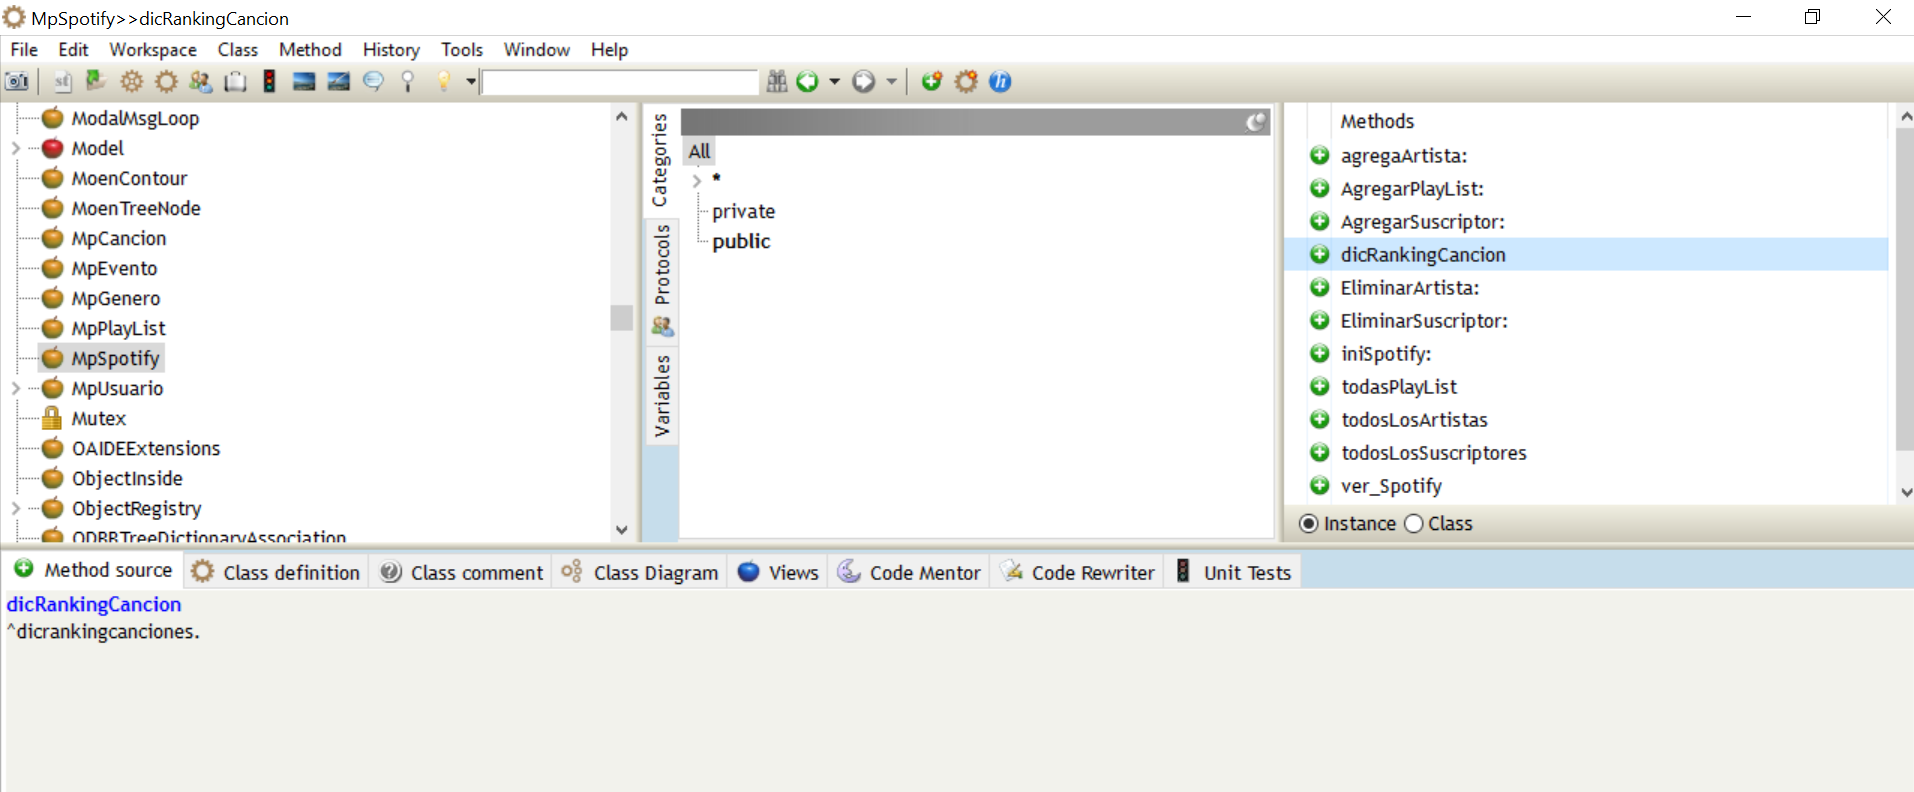 MpSpotify>>dicRankingCancion
File Edit Workspace Class Method History Tools Window Help
st
ModalMsgLoop
Model
MoenContour
MoenTreeNode
MpCancion
MpEvento
MpGenero
MpPlayList
MpSpotify
MpUsuario
Mutex
OAIDEExtensions
ObjectInside
ObjectRegistry
ODBBTreeDictionaryAssociation
Categories
Protocols
Variables
All
*
private
public
Methods
agregaArtista:
AgregarPlayList:
AgregarSuscriptor:
dicRankingCancion
EliminarArtista:
EliminarSuscriptor:
iniSpotify:
todasPlayList
todosLosArtistas
todosLosSuscriptores
ver_Spotify
Instance Class
Method source Class definition Class comment Class Diagram Views Code Mentor Code Rewriter Unit Tests
dicRankingCancion
^dicrankingcanciones.